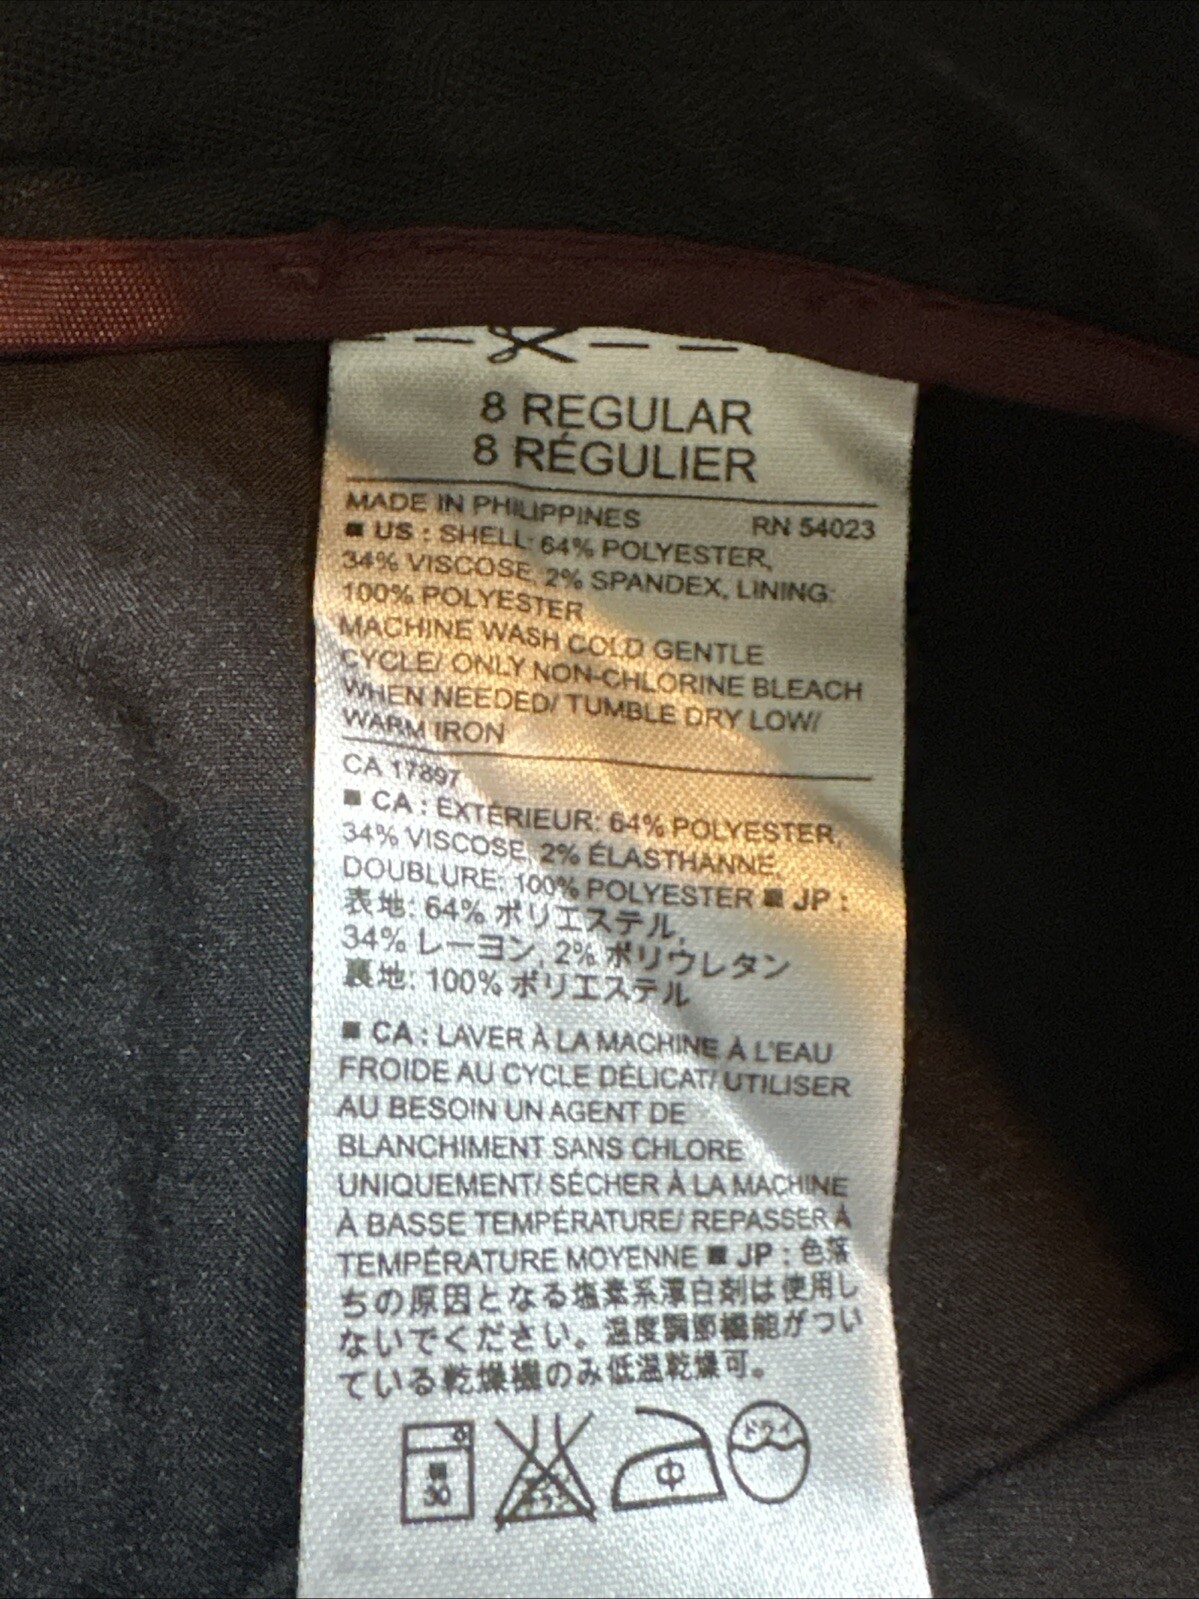 8 REGULAR
8 RÉGULIER
MADE IN PHILIPPINES RN 54023
■ US : SHELL: 64% POLYESTER,
34% VISCOSE, 2% SPANDEX, LINING:
100% POLYESTER
MACHINE WASH COLD GENTLE
CYCLE/ ONLY NON-CHLORINE BLEACH
WHEN NEEDED/ TUMBLE DRY LOW/
WARM IRON
CA 17897
■ CA : EXTÉRIEUR: 64% POLYESTER,
34% VISCOSE, 2% ÉLASTHANNE,
DOUBLURE: 100% POLYESTER ■ JP :
表地: 64% ポリエステル,
34% レーヨン, 2% ポリウレタン
裏地: 100% ポリエステル
■ CA : LAVER À LA MACHINE À L'EAU
FROIDE AU CYCLE DÉLICAT/ UTILISER
AU BESOIN UN AGENT DE
BLANCHIMENT SANS CHLORE
UNIQUEMENT/ SÉCHER À LA MACHINE
À BASSE TEMPÉRATURE/ REPASSER À
TEMPÉRATURE MOYENNE ■ JP : 色落
ちの原因となる塩素系漂白剤は使用し
ないでください。温度調節機能がつい
ている乾燥機のみ低温乾燥可。
30 中 ドライ